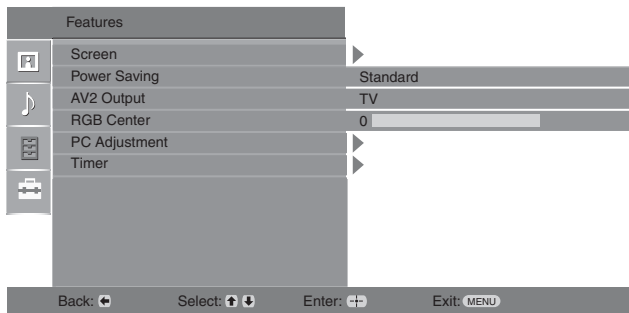 Features
Screen
Power Saving Standard
AV2 Output TV
RGB Center 0
PC Adjustment
Timer
Back: Select: Enter: Exit: MENU